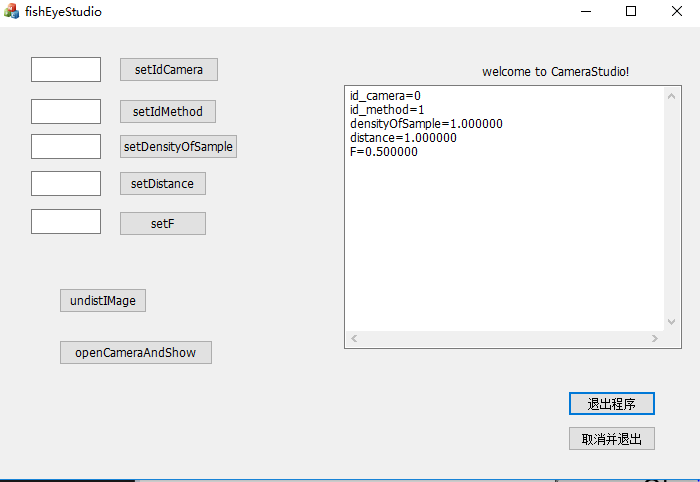 fishEyeStudio
setIdCamera
welcome to CameraStudio!
id_camera=0
id_method=1
densityOfSample=1.000000
distance=1.000000
F=0.500000
setIdMethod
setDensityOfSample
setDistance
setF
undistIMage
openCameraAndShow
退出程序
取消并退出